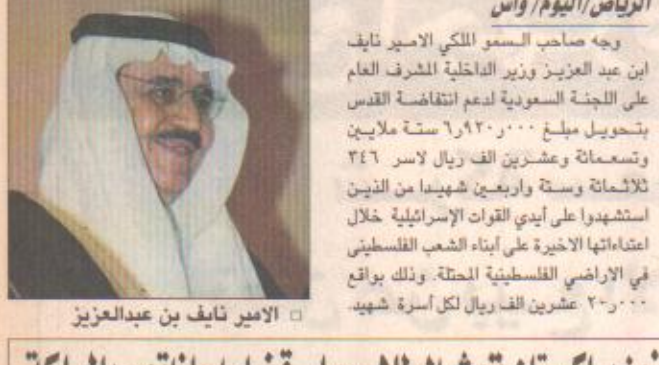 الرياض/اليوم/واس
وجه صاحب السمو الملكي الامير نايف
ابن عبد العزيز وزير الداخلية المشرف العام
على اللجنة السعودية لدعم انتفاضة القدس
بتحويل مبلغ ٦٫٩٢٠٫٠٠٠ ستة ملايين
وتسعمائة وعشرين الف ريال لاسر ٣٤٦
ثلاثمائة وستة واربعين شهيدا من الذين
استشهدوا على أيدي القوات الإسرائيلية خلال
اعتداءاتها الاخيرة على أبناء الشعب الفلسطينى
في الاراضي الفلسطينية المحتلة. وذلك بواقع
٢٠٫٠٠٠ عشرين الف ريال لكل أسرة شهيد.
الامير نايف بن عبدالعزيز